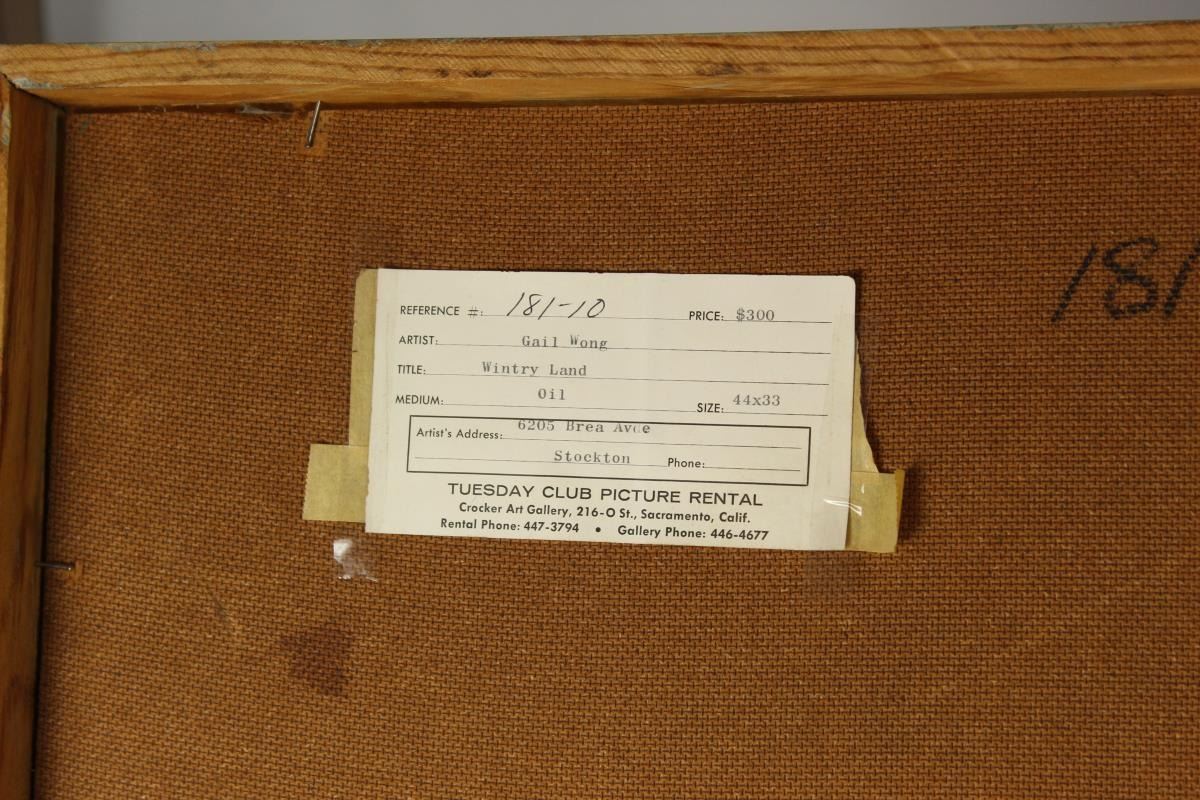 REFERENCE #: 181-10 PRICE: $300
ARTIST: Gail Wong
TITLE: Wintry Land
MEDIUM: Oil SIZE: 44x33
Artist's Address: 6205 Brea Avde
Stockton Phone:
TUESDAY CLUB PICTURE RENTAL
Crocker Art Gallery, 216-O St., Sacramento, Calif.
Rental Phone: 447-3794 • Gallery Phone: 446-4677
181